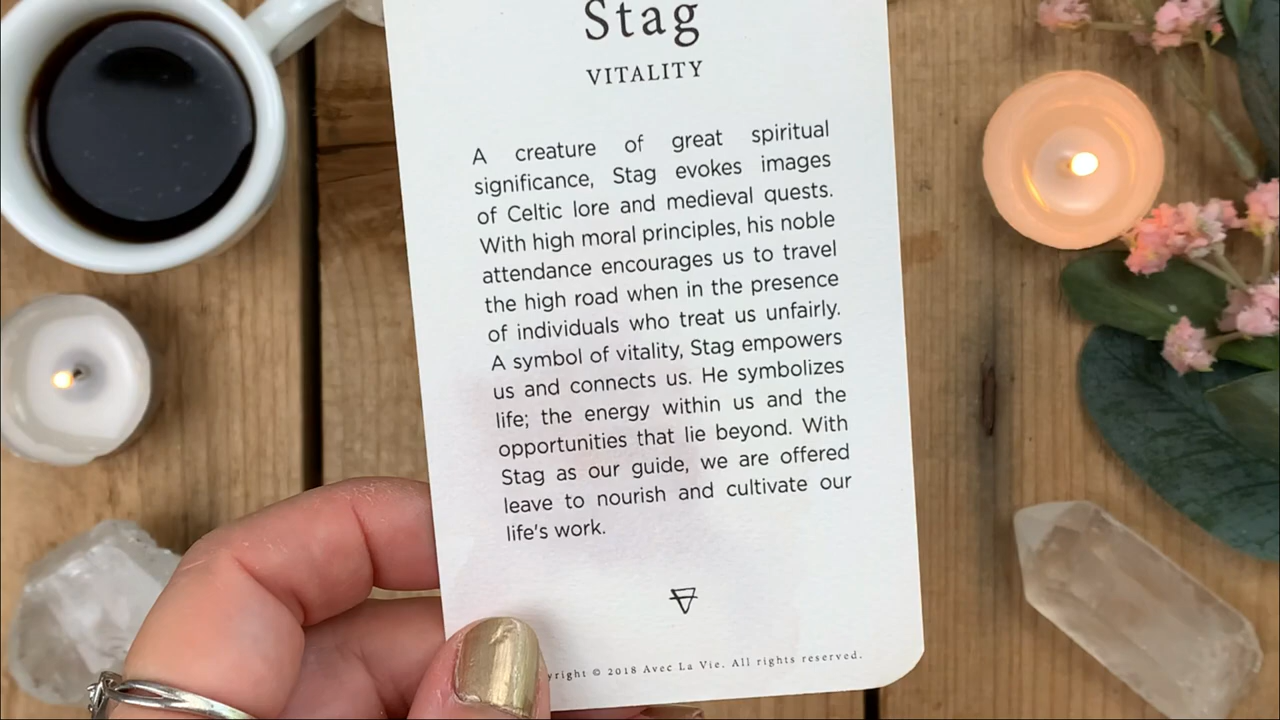 Stag
VITALITY
A creature of great spiritual
significance, Stag evokes images
of Celtic lore and medieval quests.
With high moral principles, his noble
attendance encourages us to travel
the high road when in the presence
of individuals who treat us unfairly.
A symbol of vitality, Stag empowers
us and connects us. He symbolizes
life; the energy within us and the
opportunities that lie beyond. With
Stag as our guide, we are offered
leave to nourish and cultivate our
life's work.
yright © 2018 Avec La Vie. All rights reserved.